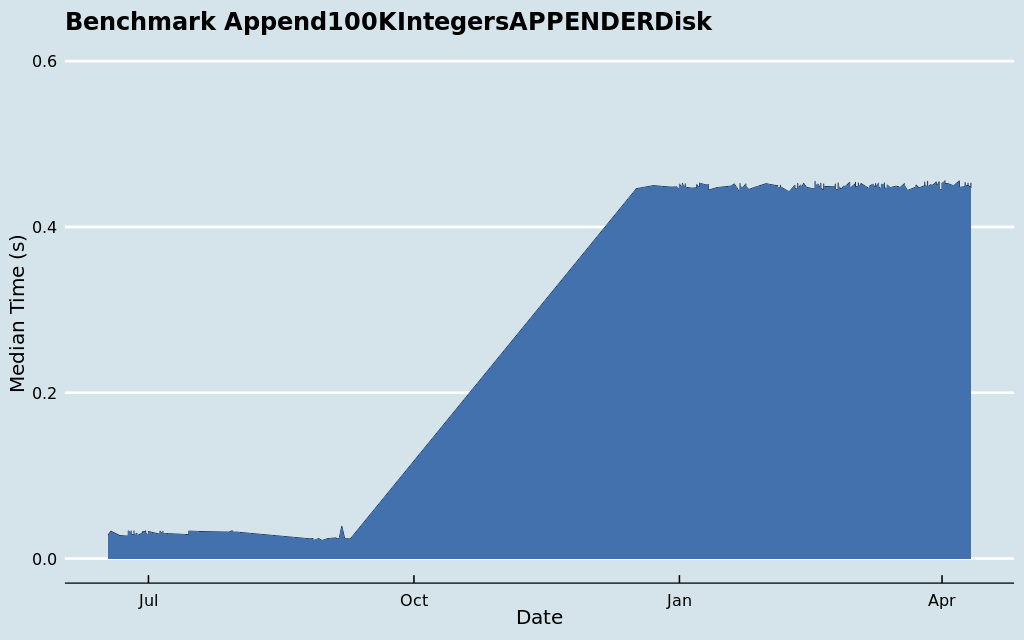 Benchmark Append100KIntegersAPPENDERDisk
0.6
0.4
0.2
0.0
Median Time (s)
Jul Oct Jan Apr
Date